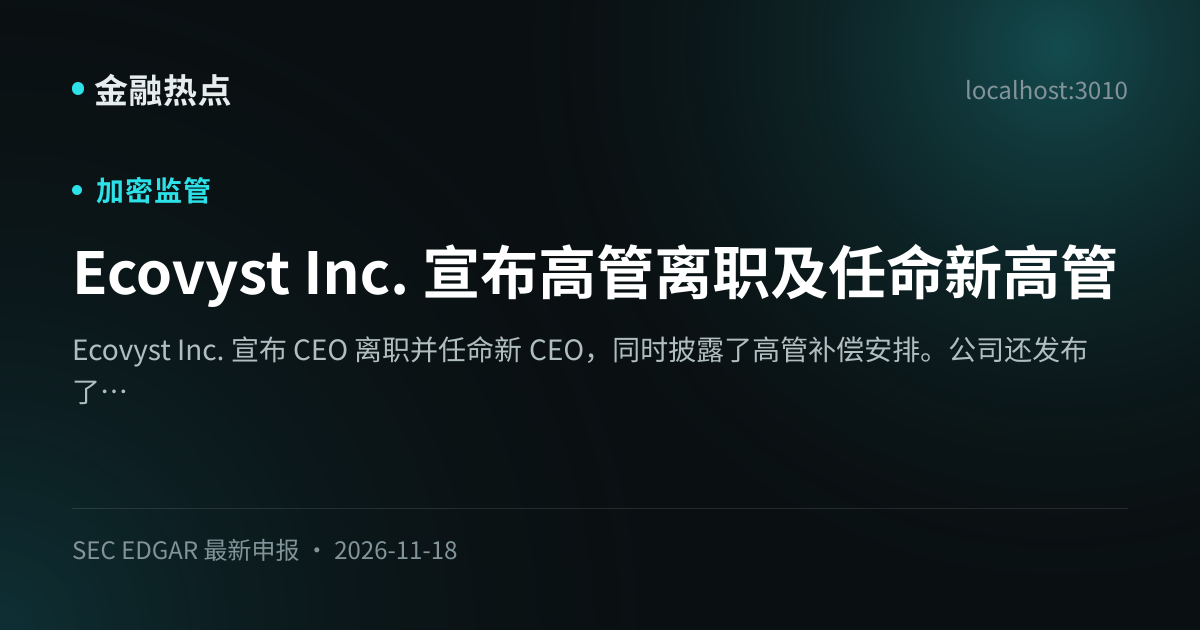 金融热点
localhost:3010
加密监管
Ecovyst Inc. 宣布高管离职及任命新高管
Ecovyst Inc. 宣布 CEO 离职并任命新 CEO，同时披露了高管补偿安排。公司还发布
了…
SEC EDGAR 最新申报 · 2026-11-18